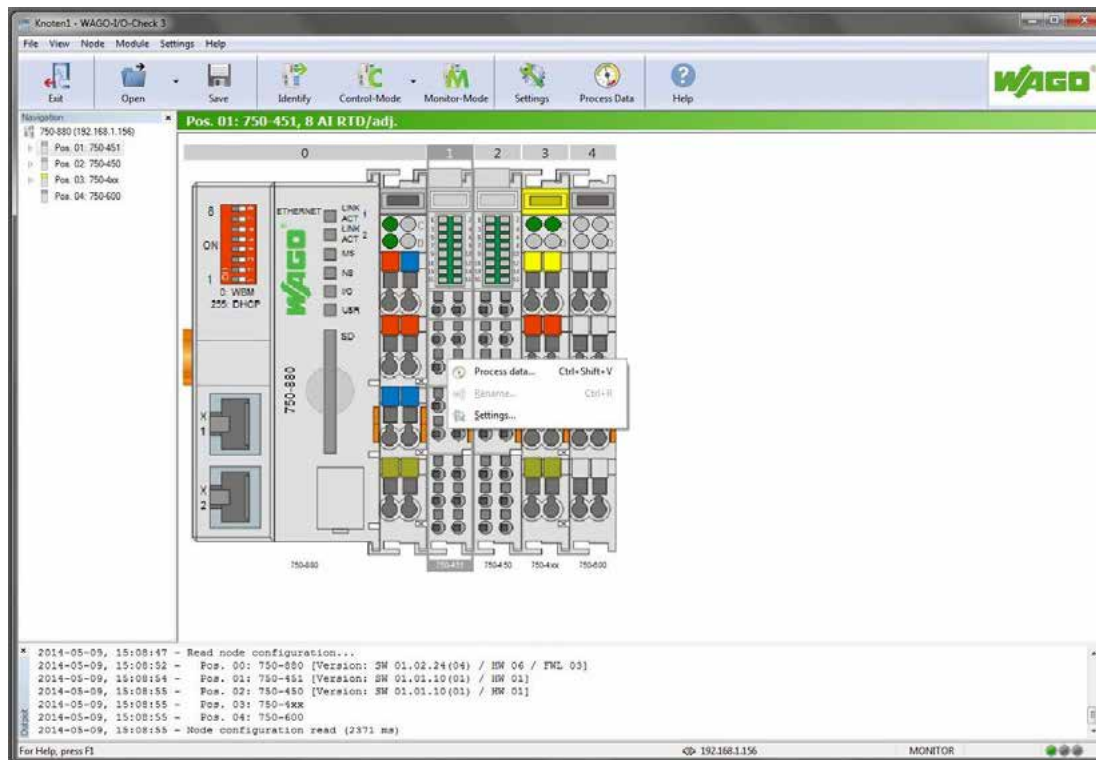 Knoten1 - WAGO-I/O-Check 3
File View Node Module Settings Help
Exit Open Save Identify Control-Mode Monitor-Mode Settings Process Data Help
WAGO
Navigation
750-880 (192.168.1.156)
Pos. 01: 750-451
Pos. 02: 750-450
Pos. 03: 750-4xx
Pos. 04: 750-600
Pos. 01: 750-451, 8 AI RTD/adj.
0 1 2 3 4
8
ON
1
0: WBM
255: DHCP
ETHERNET
LINK
ACT 1
LINK
ACT 2
MS
NS
I/O
USR
SD
WAGO
750-880
X
1
X
2
C
D
Process data... Ctrl+Shift+V
Rename... Ctrl+R
Settings...
750-880 750-451 750-450 750-4xx 750-600
2014-05-09, 15:08:47 - Read node configuration...
2014-05-09, 15:08:52 - Pos. 00: 750-880 [Version: SW 01.02.24(04) / HW 06 / FWL 03]
2014-05-09, 15:08:54 - Pos. 01: 750-451 [Version: SW 01.01.10(01) / HW 01]
2014-05-09, 15:08:55 - Pos. 02: 750-450 [Version: SW 01.01.10(01) / HW 01]
2014-05-09, 15:08:55 - Pos. 03: 750-4xx
2014-05-09, 15:08:55 - Pos. 04: 750-600
2014-05-09, 15:08:55 - Node configuration read (2371 ms)
Output
For Help, press F1 192.168.1.156 MONITOR